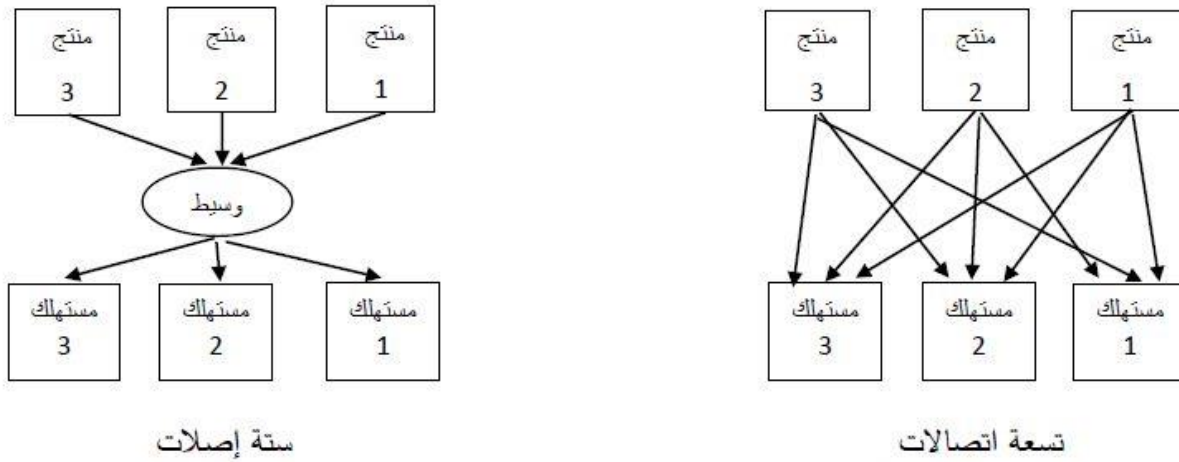 منتج
1
منتج
2
منتج
3
مستهلك
1
مستهلك
2
مستهلك
3
تسعة اتصالات
منتج
1
منتج
2
منتج
3
وسيط
مستهلك
1
مستهلك
2
مستهلك
3
ستة إصلات